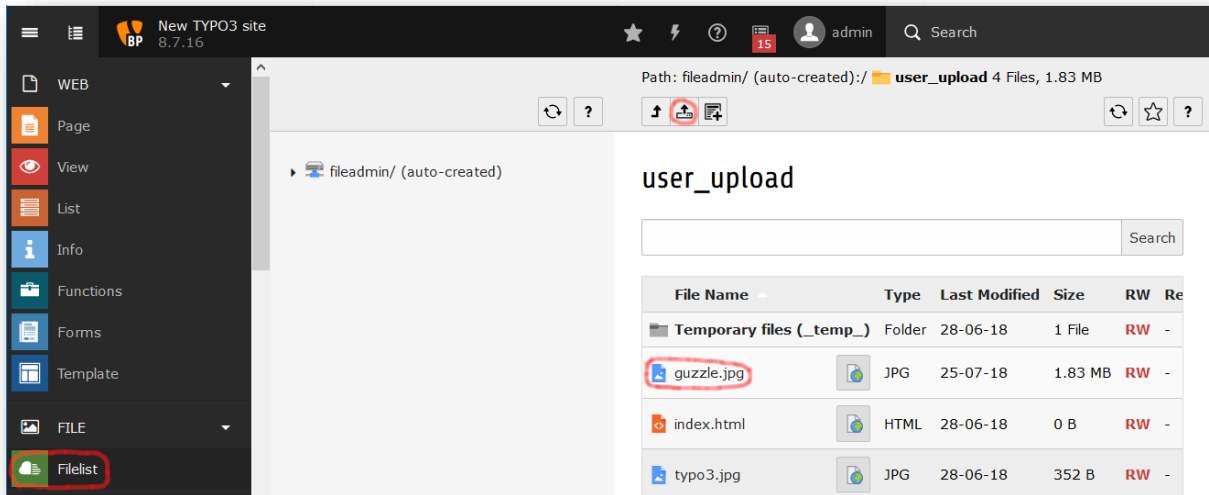 New TYPO3 site
BP
8.7.16
15
admin
Search
WEB
Page
View
List
Info
Functions
Forms
Template
FILE
Filelist
?
fileadmin/ (auto-created)
Path: fileadmin/ (auto-created):/ user_upload 4 Files, 1.83 MB
?
user_upload
Search
File Name Type Last Modified Size RW Re
Temporary files (_temp_) Folder 28-06-18 1 File RW -
guzzle.jpg JPG 25-07-18 1.83 MB RW -
index.html HTML 28-06-18 0 B RW -
typo3.jpg JPG 28-06-18 352 B RW -